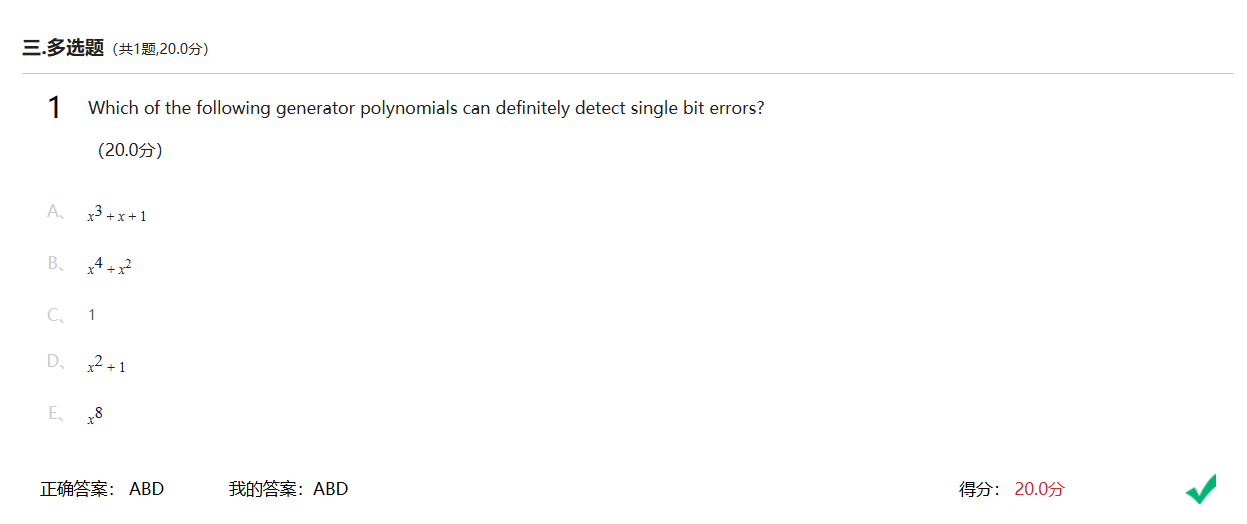 三.多选题 (共1题,20.0分)
1 Which of the following generator polynomials can definitely detect single bit errors?
(20.0分)
A、 x³ + x + 1
B、 x⁴ + x²
C、 1
D、 x² + 1
E、 x⁸
正确答案： ABD 我的答案：ABD 得分： 20.0分